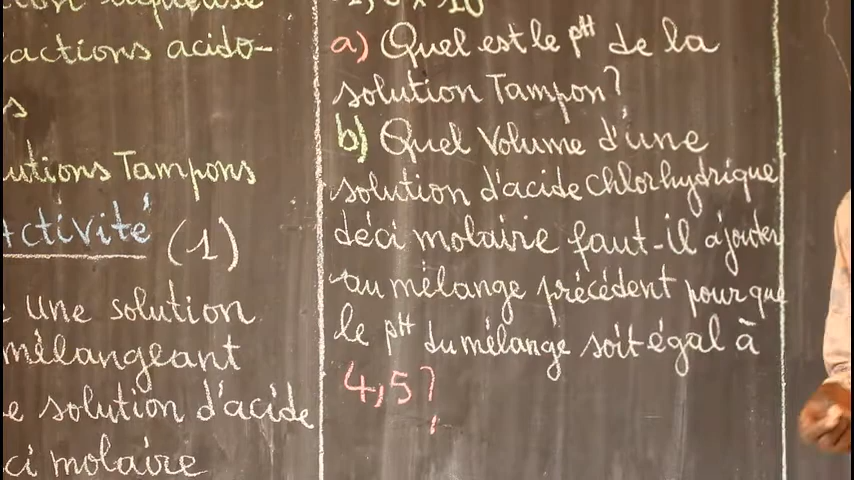 actions acido-
s
utions Tampons
Activité (1)
une solution
mélangeant
e solution d'acide
ci molaire
a) Quel est le pH de la
solution Tampon?
b) Quel Volume d'une
solution d'acide chlorhydrique
déci molaire faut-il ajouter
au mélange précédent pour que
le pH du mélange soit égal à
4,5?